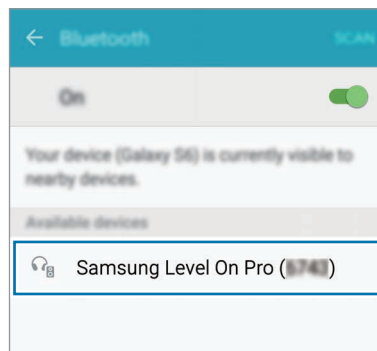 Bluetooth SCAN
On
Your device (Galaxy S6) is currently visible to
nearby devices.
Available devices
Samsung Level On Pro ( )